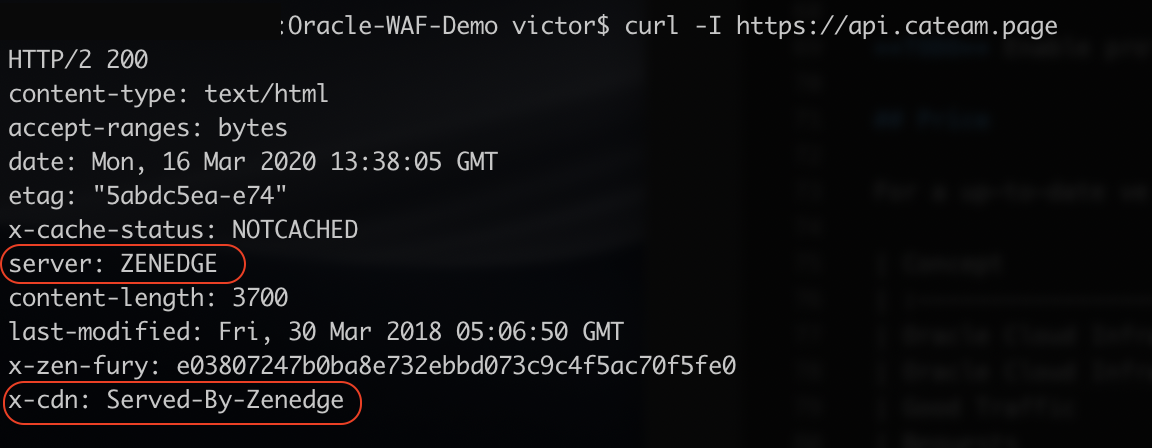 :Oracle-WAF-Demo victor$ curl -I https://api.cateam.page
HTTP/2 200
content-type: text/html
accept-ranges: bytes
date: Mon, 16 Mar 2020 13:38:05 GMT
etag: "5abdc5ea-e74"
x-cache-status: NOTCACHED
server: ZENEDGE
content-length: 3700
last-modified: Fri, 30 Mar 2018 05:06:50 GMT
x-zen-fury: e03807247b0ba8e732ebbd073c9c4f5ac70f5fe0
x-cdn: Served-By-Zenedge